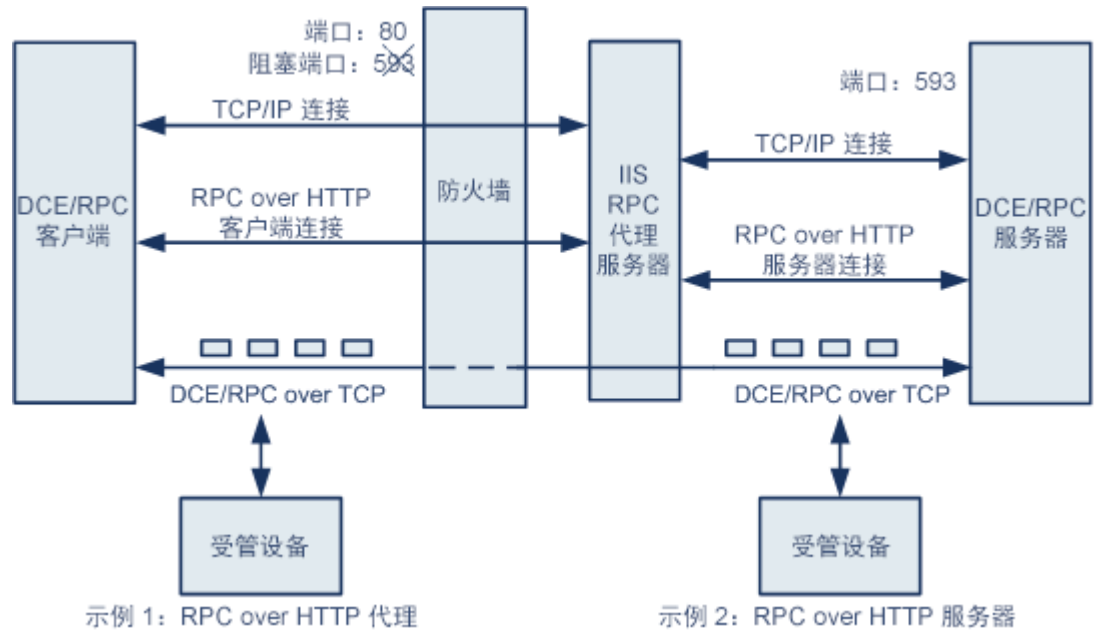 端口：80
阻塞端口：593
端口：593
TCP/IP 连接
TCP/IP 连接
DCE/RPC
客户端
RPC over HTTP
客户端连接
防火墙
IIS
RPC
代理
服务器
RPC over HTTP
服务器连接
DCE/RPC
服务器
DCE/RPC over TCP
DCE/RPC over TCP
受管设备
受管设备
示例 1：RPC over HTTP 代理
示例 2：RPC over HTTP 服务器